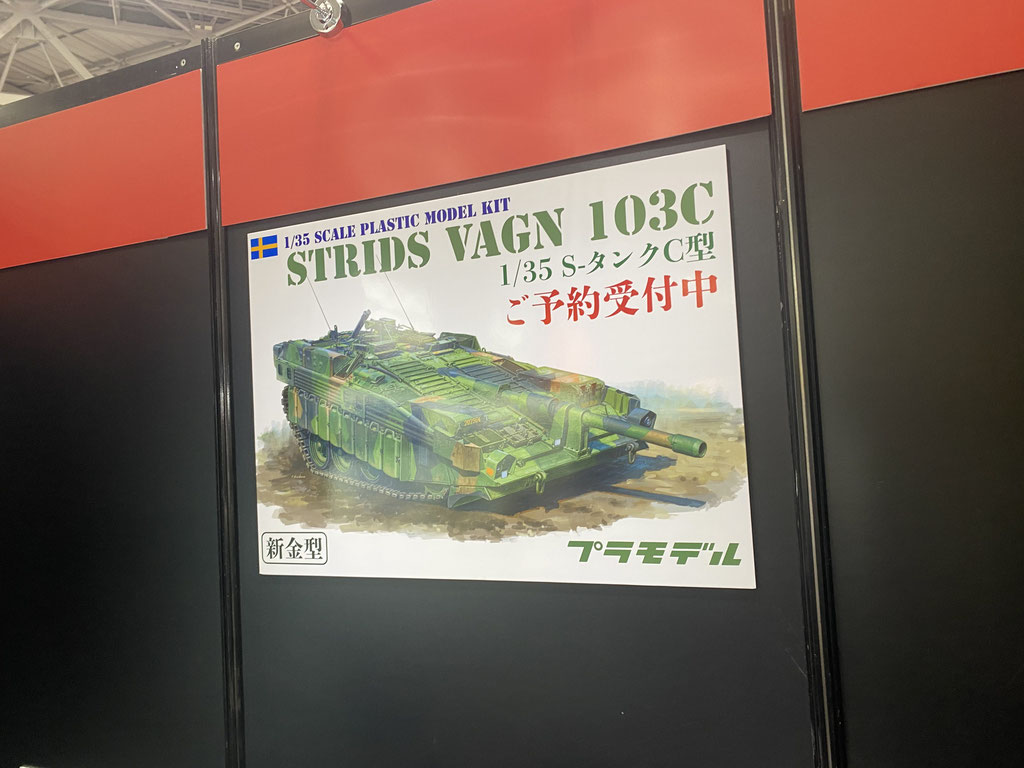 1/35 SCALE PLASTIC MODEL KIT
STRIDS VAGN 103C
1/35 S-タンクC型
ご予約受付中
新金型
プラモデル